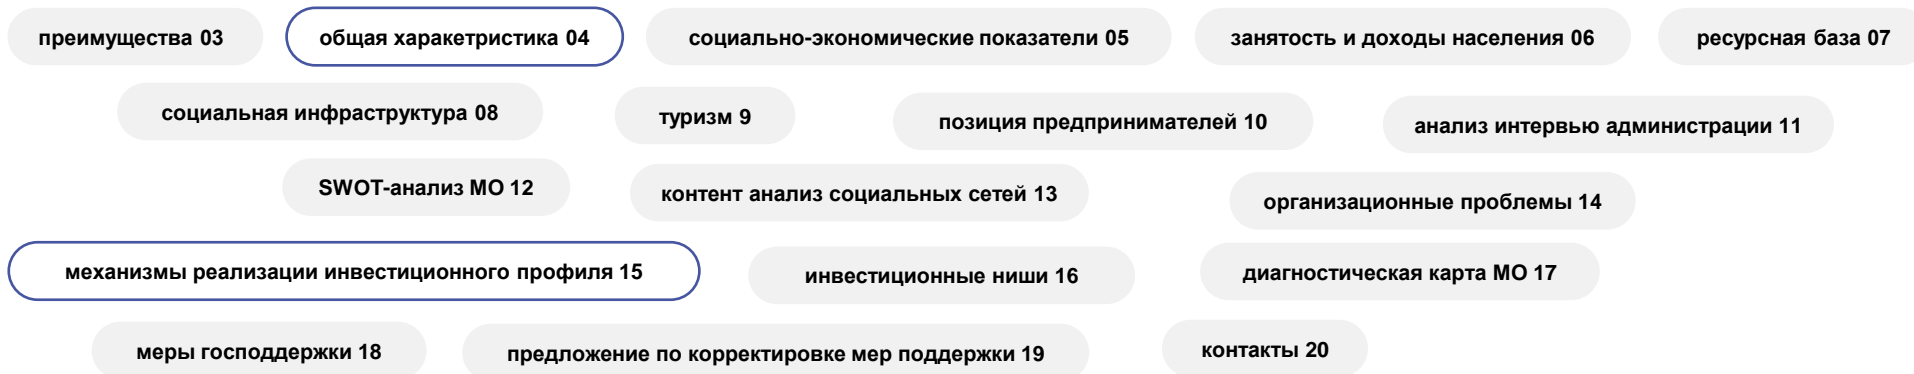 преимущества 03
общая характеристика 04
социально-экономические показатели 05
занятость и доходы населения 06
ресурсная база 07
социальная инфраструктура 08
туризм 9
позиция предпринимателей 10
анализ интервью администрации 11
SWOT-анализ МО 12
контент анализ социальных сетей 13
организационные проблемы 14
механизмы реализации инвестиционного профиля 15
инвестиционные ниши 16
диагностическая карта МО 17
меры господдержки 18
предложение по корректировке мер поддержки 19
контакты 20